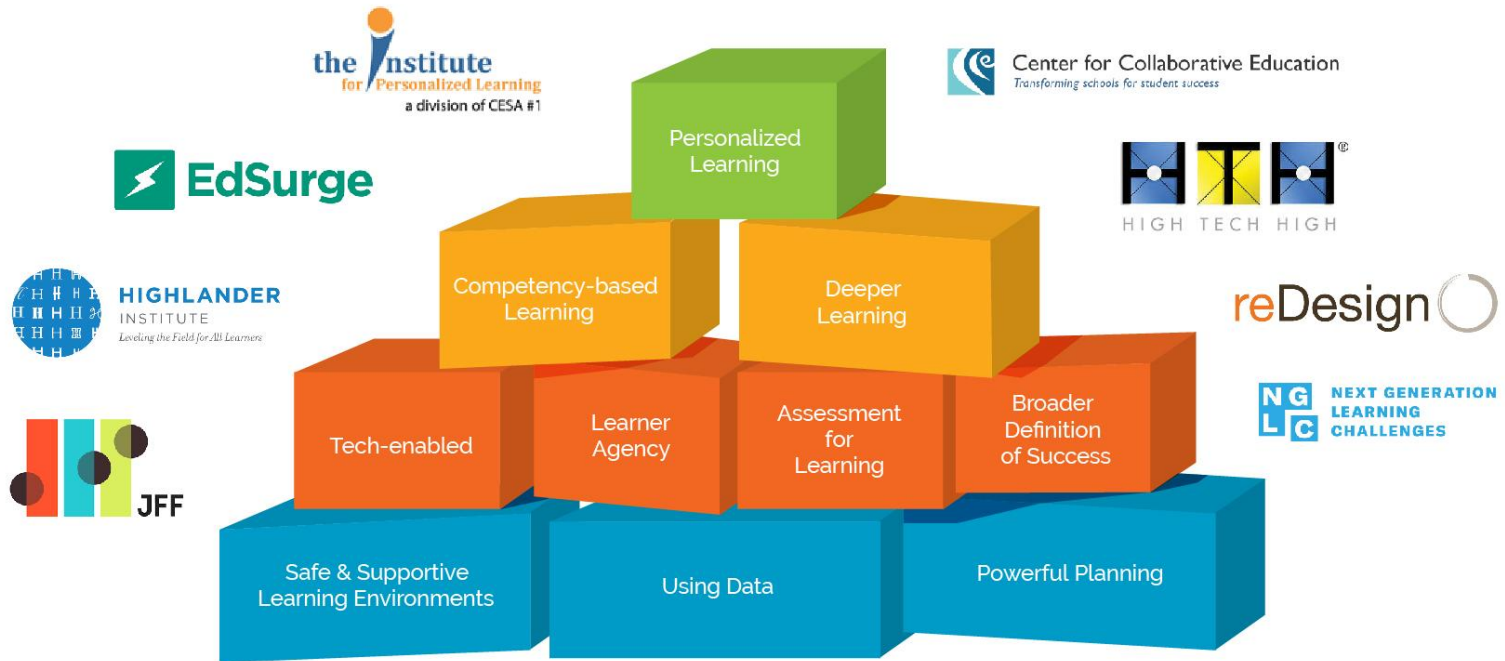 the institute
for Personalized Learning
a division of CESA #1
Center for Collaborative Education
Transforming schools for student success
EdSurge
Personalized
Learning
HTH®
HIGH TECH HIGH
HIGHLANDER
INSTITUTE
Leveling the Field for All Learners
Competency-based
Learning
Deeper
Learning
reDesign
JFF
Tech-enabled
Learner
Agency
Assessment
for
Learning
Broader
Definition
of Success
NG
LC
NEXT GENERATION
LEARNING
CHALLENGES
Safe & Supportive
Learning Environments
Using Data
Powerful Planning